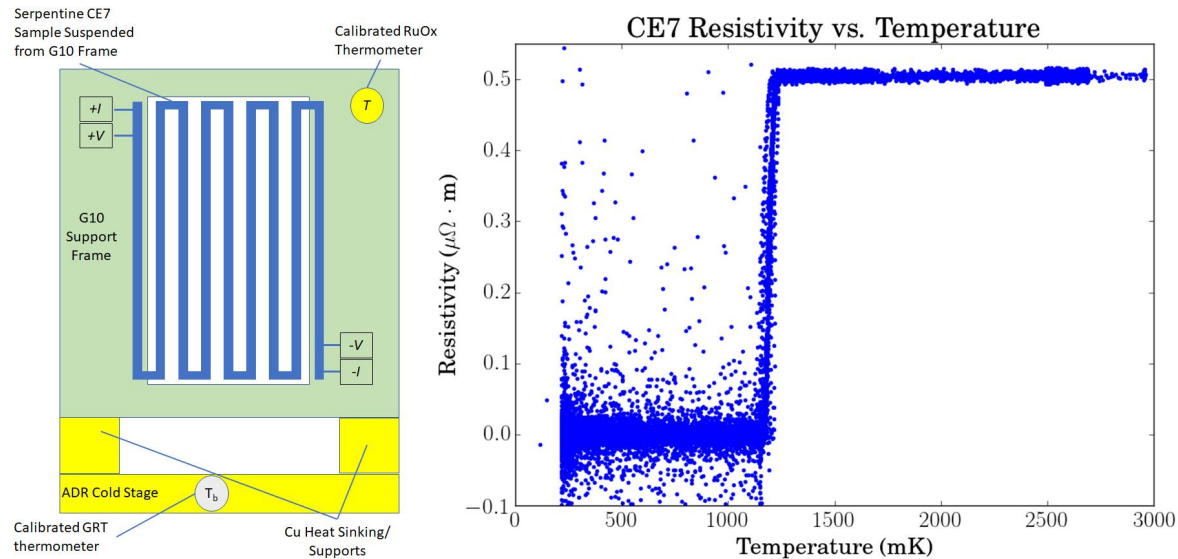 Serpentine CE7
Sample Suspended
from G10 Frame
Calibrated RuOx
Thermometer
+I
+V
T
G10
Support
Frame
-V
-I
ADR Cold Stage
Tb
Calibrated GRT
thermometer
Cu Heat Sinking/
Supports
CE7 Resistivity vs. Temperature
Resistivity (μΩ · m)
0.5
0.4
0.3
0.2
0.1
0.0
−0.1
0 500 1000 1500 2000 2500 3000
Temperature (mK)